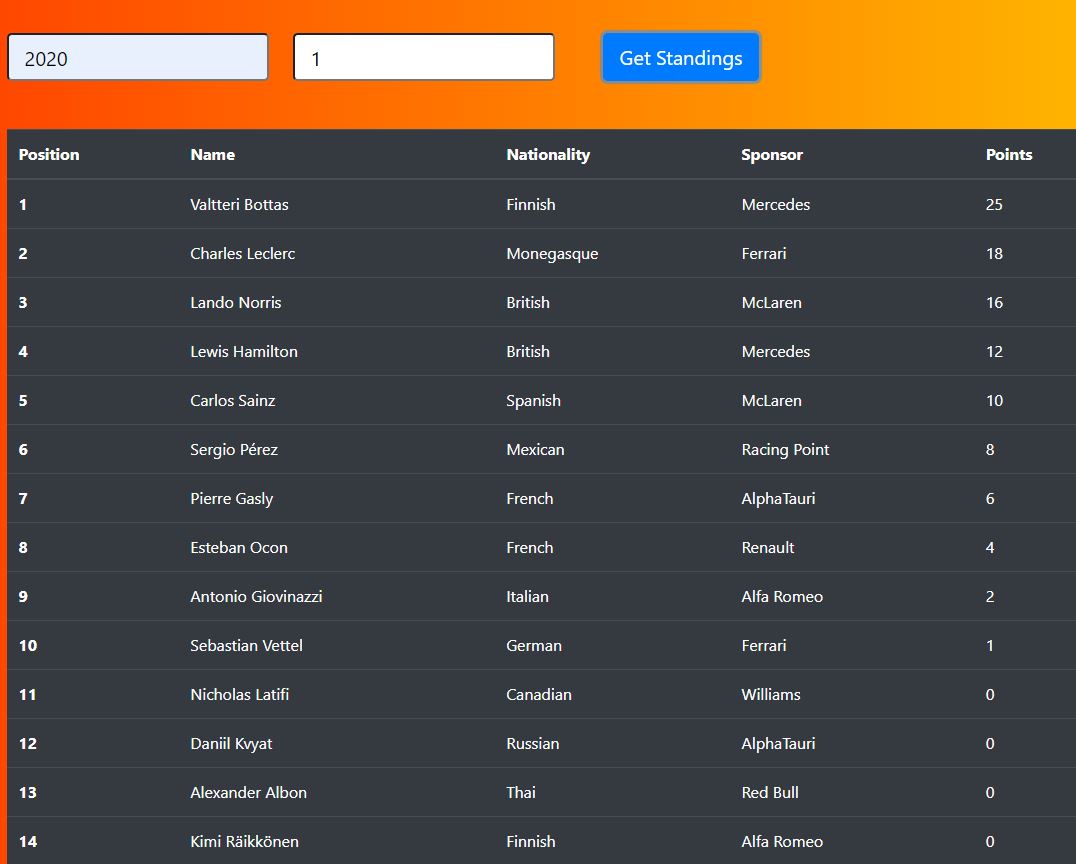 2020 1 Get Standings
Position Name Nationality Sponsor Points
1 Valtteri Bottas Finnish Mercedes 25
2 Charles Leclerc Monegasque Ferrari 18
3 Lando Norris British McLaren 16
4 Lewis Hamilton British Mercedes 12
5 Carlos Sainz Spanish McLaren 10
6 Sergio Pérez Mexican Racing Point 8
7 Pierre Gasly French AlphaTauri 6
8 Esteban Ocon French Renault 4
9 Antonio Giovinazzi Italian Alfa Romeo 2
10 Sebastian Vettel German Ferrari 1
11 Nicholas Latifi Canadian Williams 0
12 Daniil Kvyat Russian AlphaTauri 0
13 Alexander Albon Thai Red Bull 0
14 Kimi Räikkönen Finnish Alfa Romeo 0